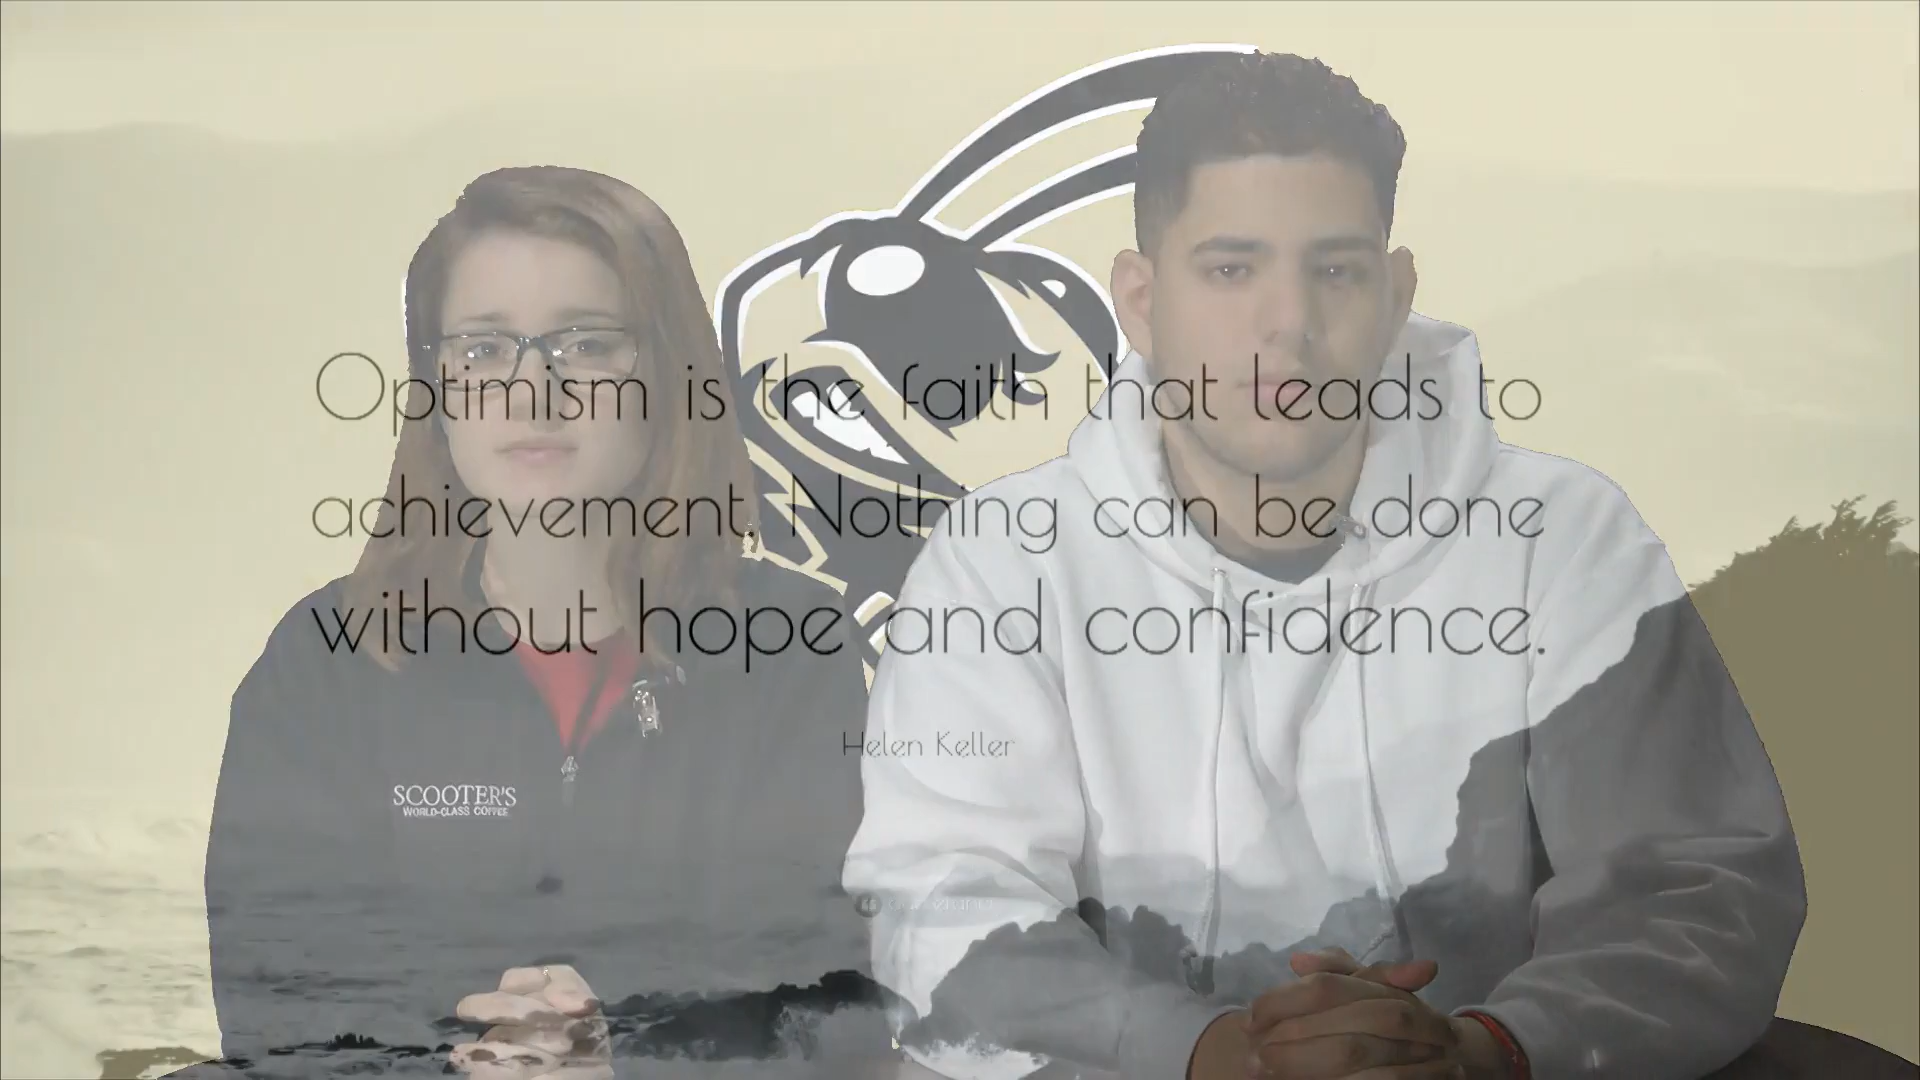 Optimism is the faith that leads to
achievement. Nothing can be done
without hope and confidence.
Helen Keller
SCOOTER'S
WORLD-CLASS COFFEE